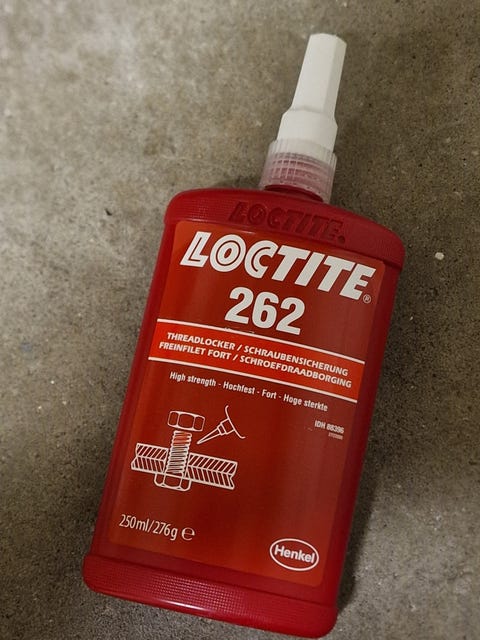 LOCTITE.
LOCTITE®
262
THREADLOCKER / SCHRAUBENSICHERUNG
FREINFILET FORT / SCHROEFDRAADBORGING
High strength - Hochfest - Fort - Hoge sterkte
IDH 88396
250ml/276g ℮
Henkel